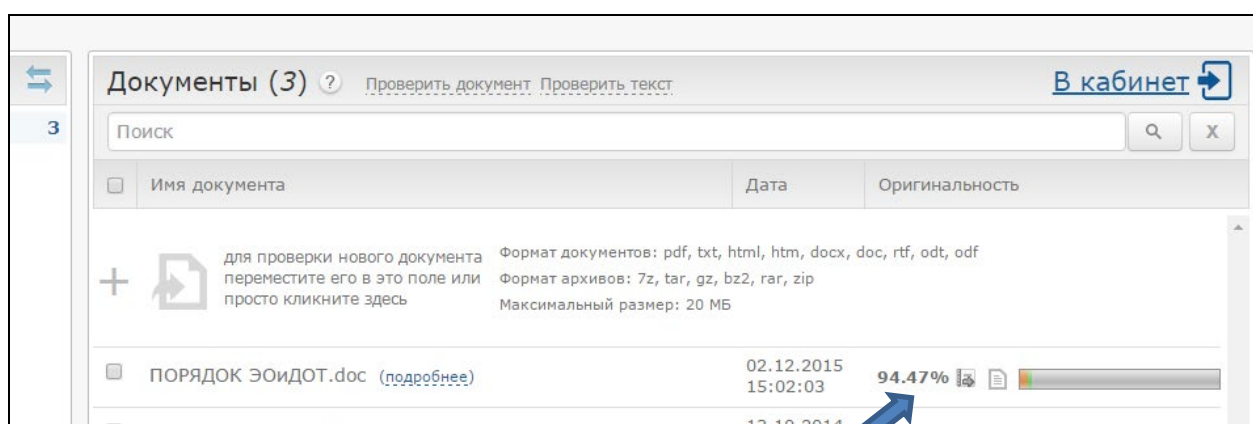 Документы (3) ? Проверить документ Проверить текст В кабинет
3
Поиск X
Имя документа Дата Оригинальность
для проверки нового документа
переместите его в это поле или
просто кликните здесь
Формат документов: pdf, txt, html, htm, docx, doc, rtf, odt, odf
Формат архивов: 7z, tar, gz, bz2, rar, zip
Максимальный размер: 20 МБ
ПОРЯДОК ЭОиДОТ.doc (подробнее) 02.12.2015
15:02:03 94.47%